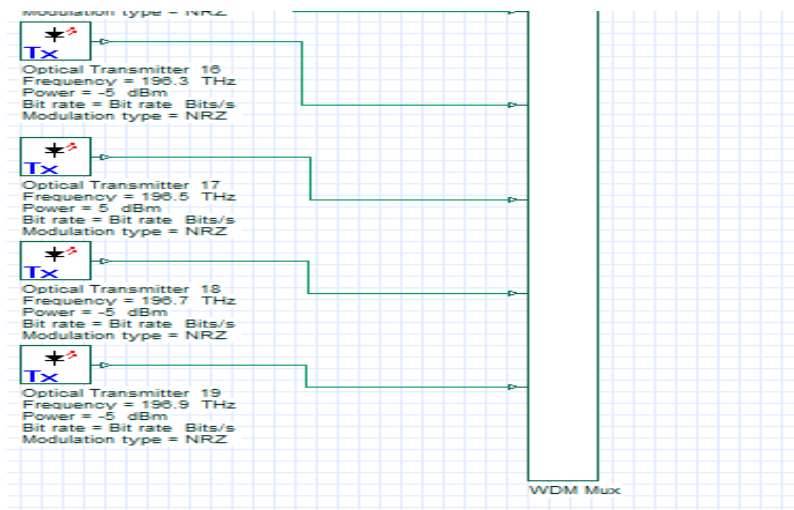 Modulation type = NRZ
Tx
Optical Transmitter 16
Frequency = 196.3 THz
Power = -5 dBm
Bit rate = Bit rate Bits/s
Modulation type = NRZ
Tx
Optical Transmitter 17
Frequency = 196.5 THz
Power = 5 dBm
Bit rate = Bit rate Bits/s
Modulation type = NRZ
Tx
Optical Transmitter 18
Frequency = 196.7 THz
Power = -5 dBm
Bit rate = Bit rate Bits/s
Modulation type = NRZ
Tx
Optical Transmitter 19
Frequency = 196.9 THz
Power = -5 dBm
Bit rate = Bit rate Bits/s
Modulation type = NRZ
WDM Mux